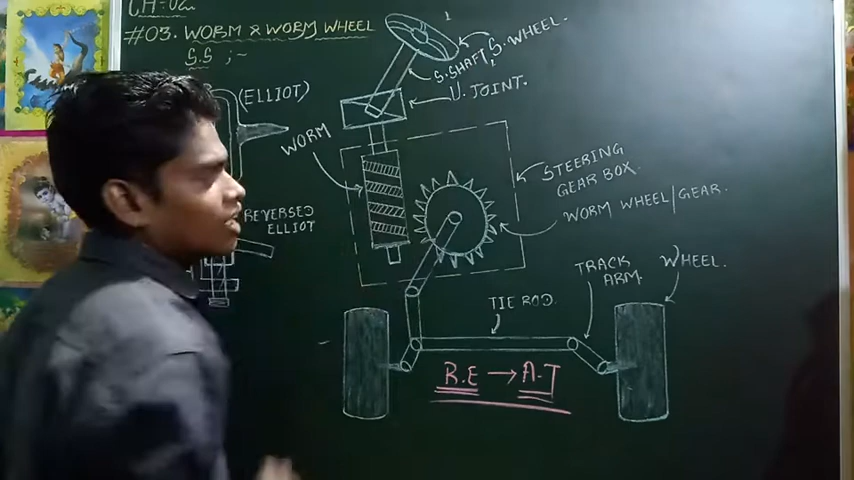 CH-02
#03. WORM & WORM WHEEL
S.S ;-
(ELLIOT)
REVERSED
ELLIOT
S. WHEEL.
S. SHAFT,
U. JOINT.
WORM
STEERING
GEAR BOX.
WORM WHEEL/GEAR.
TRACK
ARM.
WHEEL.
TIE ROD.
R.E → A.T